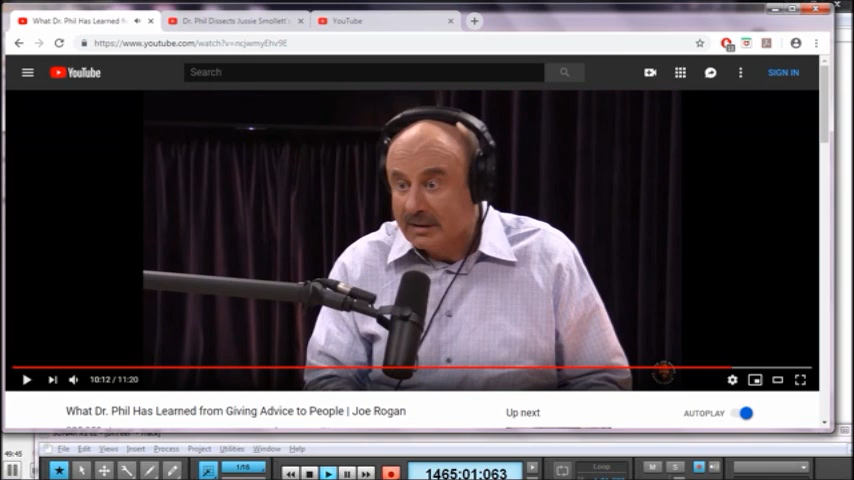 What Dr. Phil Has Learned
Dr. Phil Dissects Jussie Smollett's
YouTube
https://www.youtube.com/watch?v=ncjwmyEhv9E
YouTube
Search
SIGN IN
10:12 / 11:20
What Dr. Phil Has Learned from Giving Advice to People | Joe Rogan
Up next
AUTOPLAY
File Edit Views Insert Process Project Utilities Window Help
49:45
1/16
1465:01:063
Loop
M S